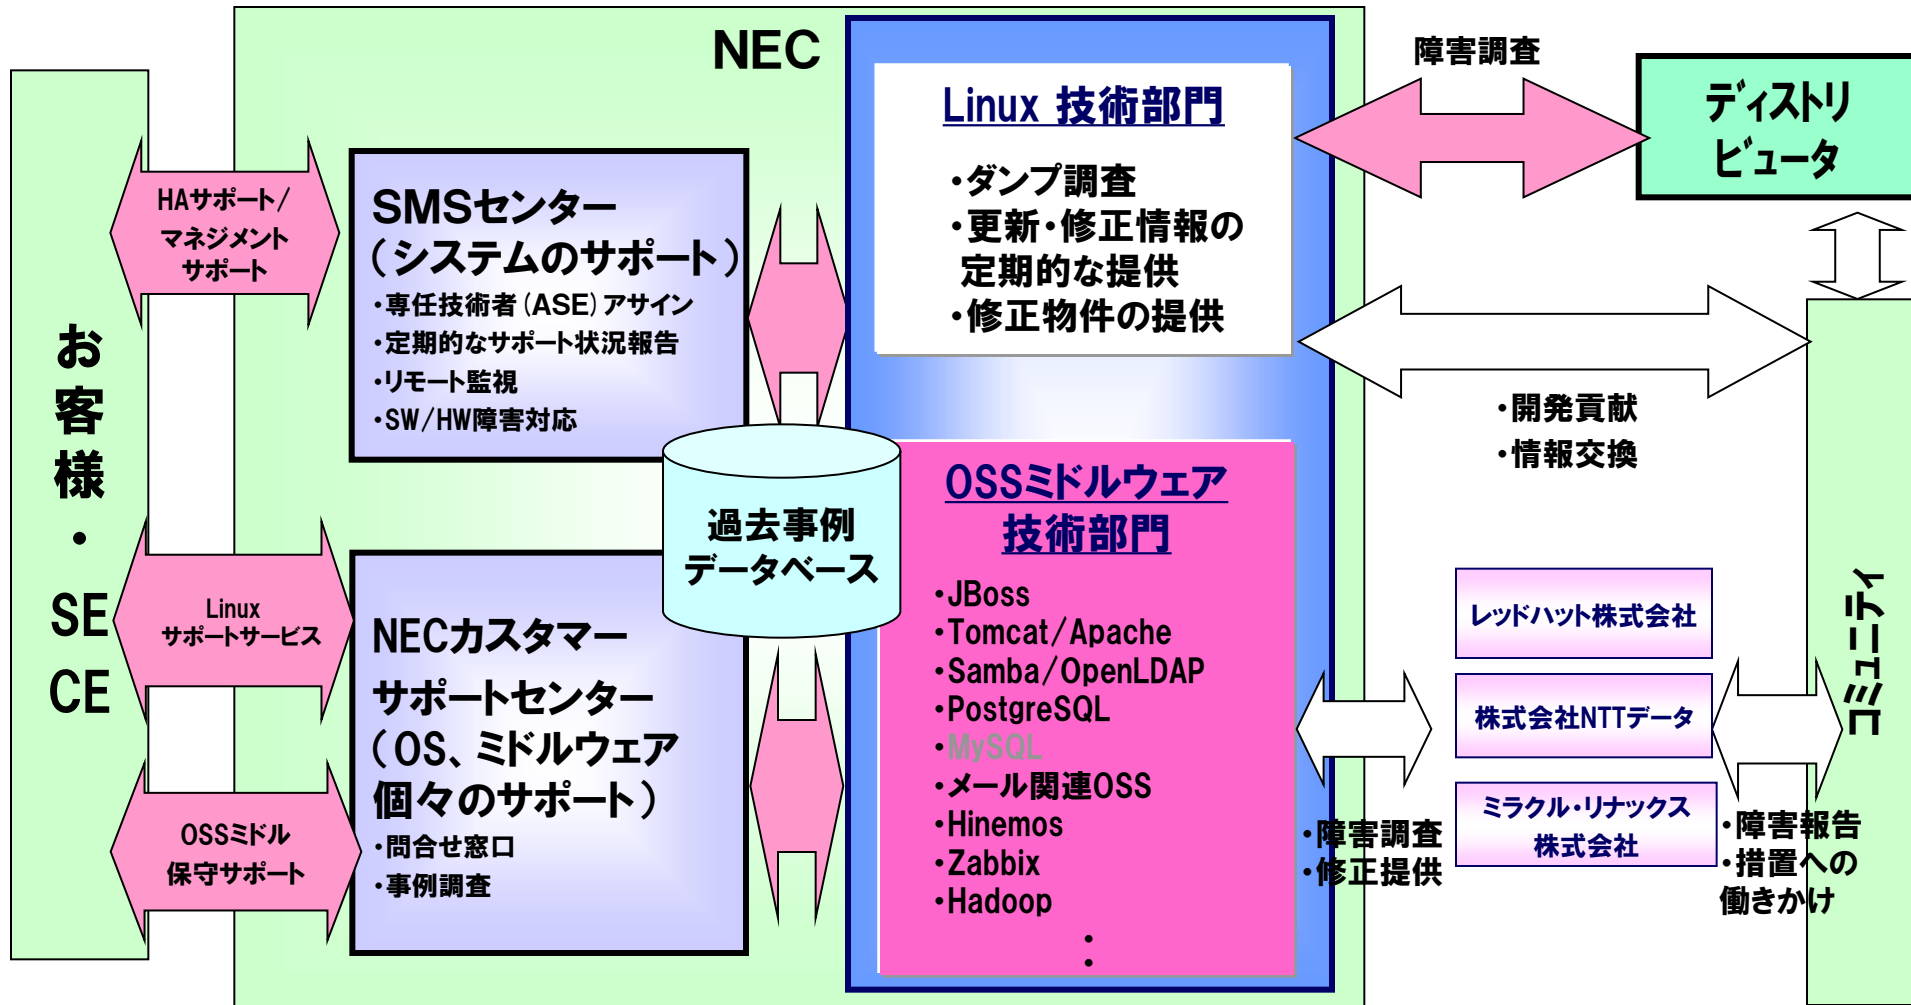 お客様・SE
CE
HAサポート/
マネジメント
サポート
Linux
サポートサービス
OSSミドル
保守サポート
NEC
SMSセンター
(システムのサポート)
・専任技術者(ASE)アサイン
・定期的なサポート状況報告
・リモート監視
・SW/HW障害対応
過去事例
データベース
NECカスタマー
サポートセンター
(OS、ミドルウェア
個々のサポート)
・問合せ窓口
・事例調査
Linux 技術部門
・ダンプ調査
・更新・修正情報の
定期的な提供
・修正物件の提供
OSSミドルウェア
技術部門
・JBoss
・Tomcat/Apache
・Samba/OpenLDAP
・PostgreSQL
・MySQL
・メール関連OSS
・Hinemos
・Zabbix
・Hadoop
：
障害調査
ディストリ
ビュータ
・開発貢献
・情報交換
レッドハット株式会社
株式会社NTTデータ
ミラクル・リナックス
株式会社
・障害調査
・修正提供
・障害報告
・措置への
働きかけ
コミュニティ